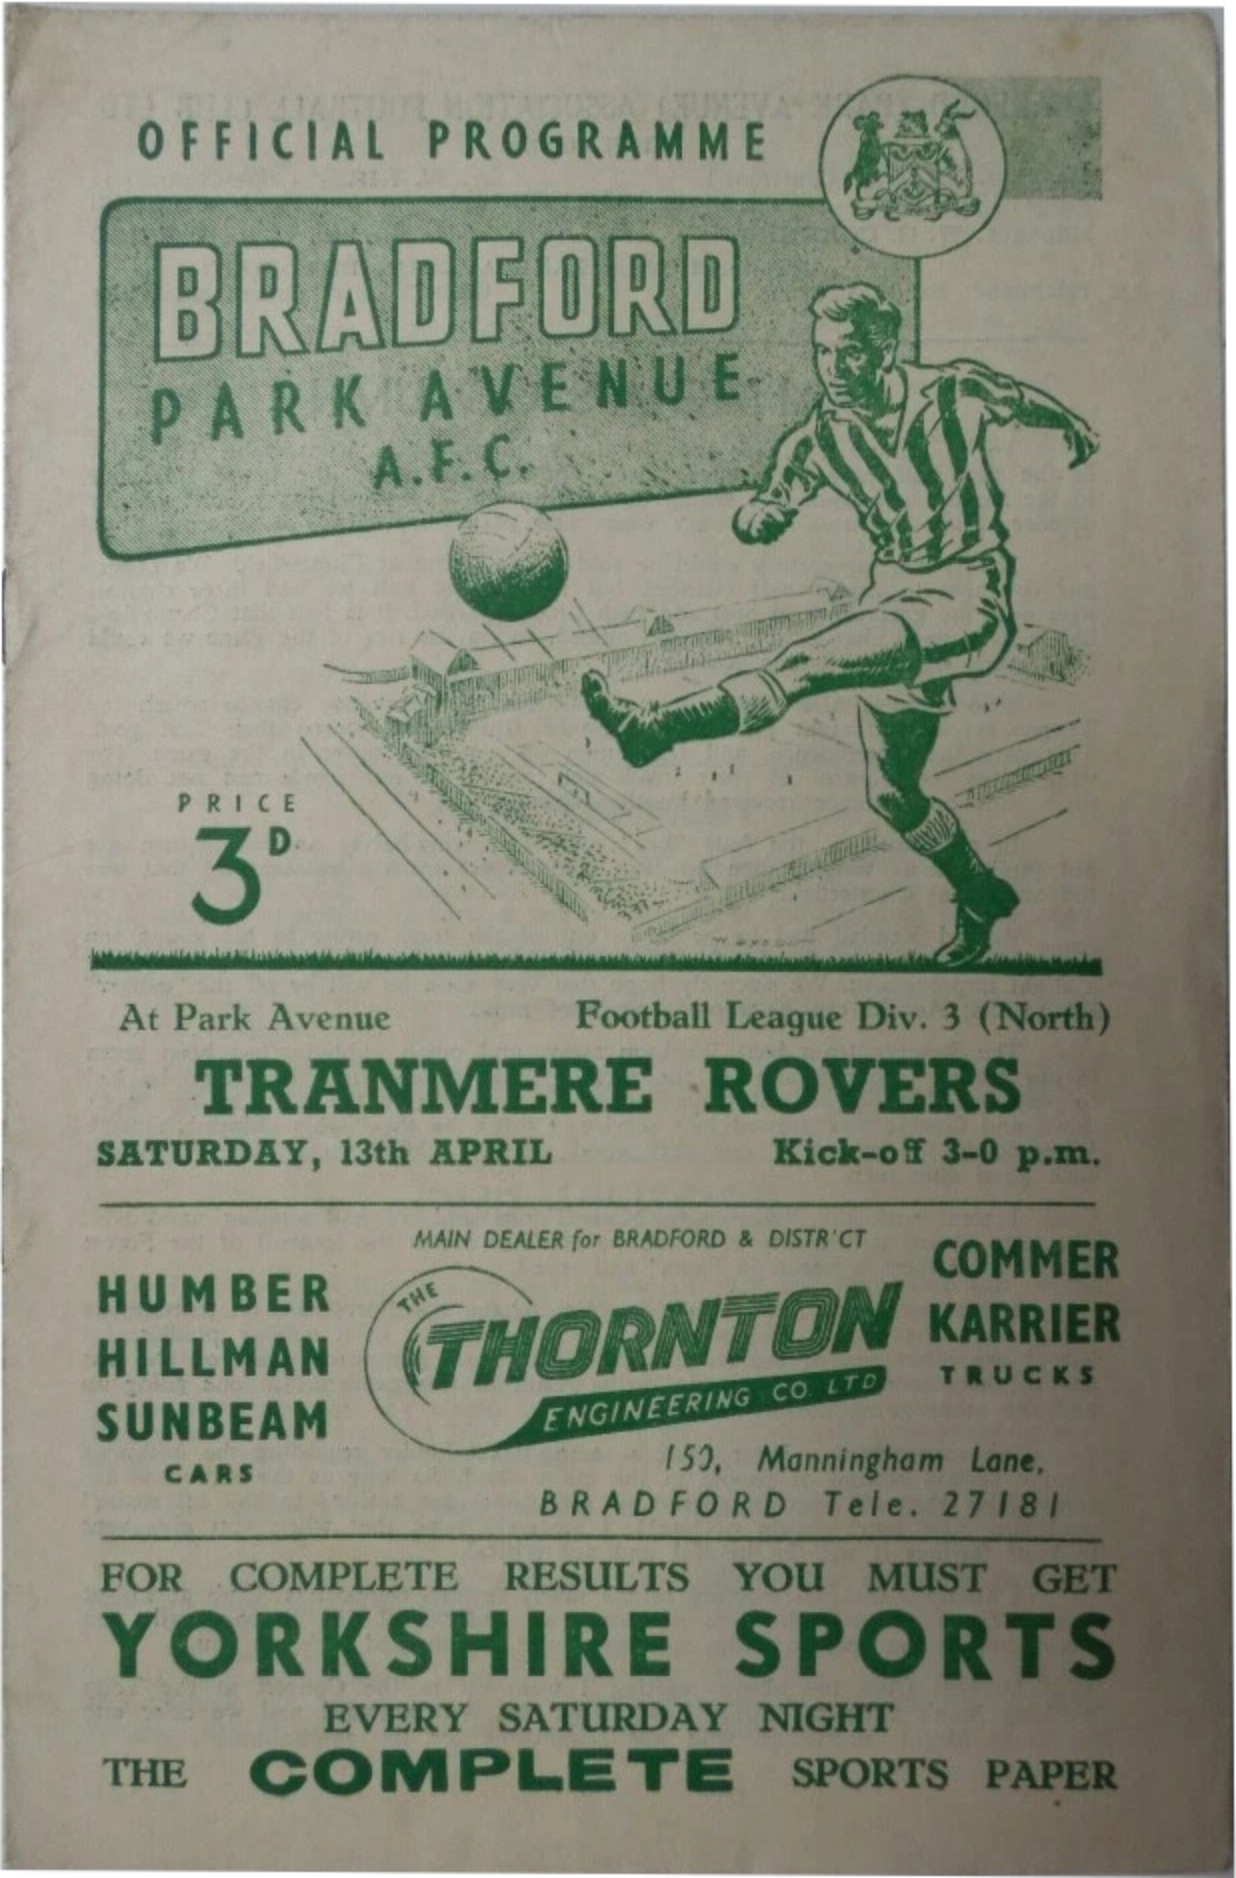 OFFICIAL PROGRAMME
BRADFORD
PARK AVENUE
A.F.C.
PRICE
3D
At Park Avenue Football League Div. 3 (North)
TRANMERE ROVERS
SATURDAY, 13th APRIL Kick-off 3-0 p.m.
MAIN DEALER for BRADFORD & DISTR'CT
HUMBER
HILLMAN
SUNBEAM
CARS
THE
THORNTON
ENGINEERING CO. LTD
COMMER
KARRIER
TRUCKS
150, Manningham Lane,
BRADFORD Tele. 27181
FOR COMPLETE RESULTS YOU MUST GET
YORKSHIRE SPORTS
EVERY SATURDAY NIGHT
THE COMPLETE SPORTS PAPER